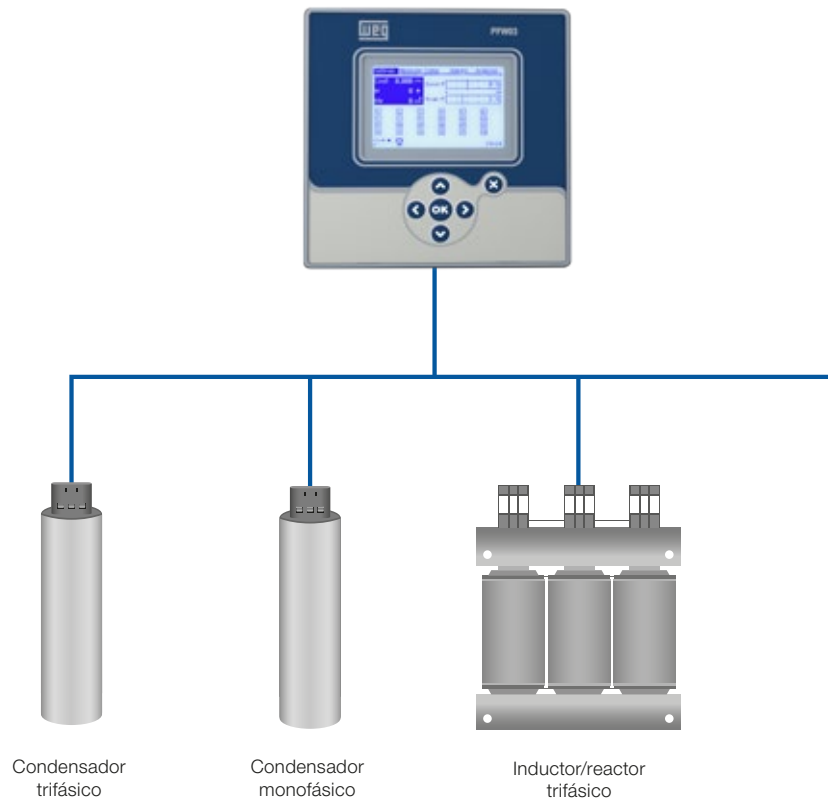 WEG
PFW03
OK
Condensador
trifásico
Condensador
monofásico
Inductor/reactor
trifásico